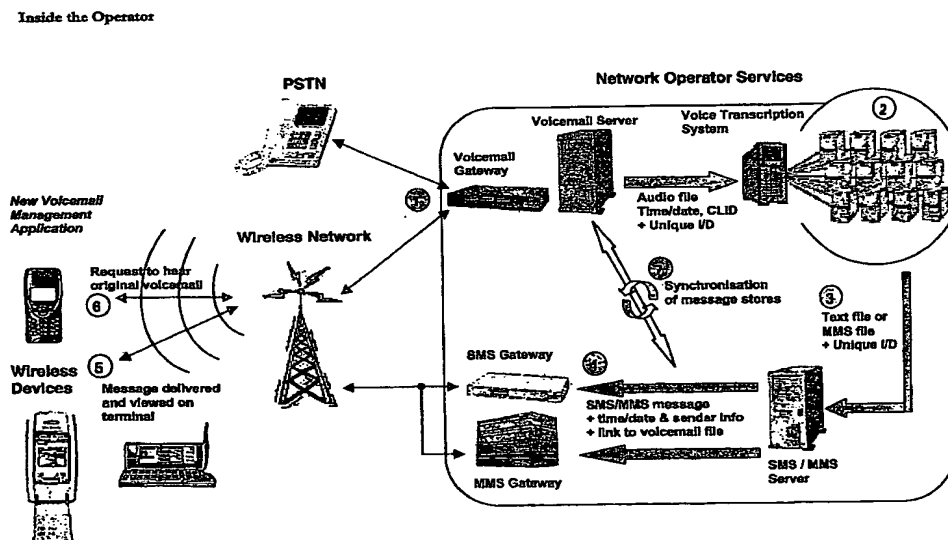 Inside the Operator
PSTN
Network Operator Services
Voicemail Server
Voice Transcription
System
2
Voicemail
Gateway
Audio file
Time/date, CLID
+ Unique I/D
New Voicemail
Management
Application
Wireless Network
Request to hear
original voicemail
6
Synchronisation
of message stores
3
Text file or
MMS file
+ Unique I/D
5
Wireless
Devices
Message delivered
and viewed on
terminal
SMS Gateway
4
SMS/MMS message
+ time/date & sender info
+ link to voicemail file
MMS Gateway
SMS / MMS
Server